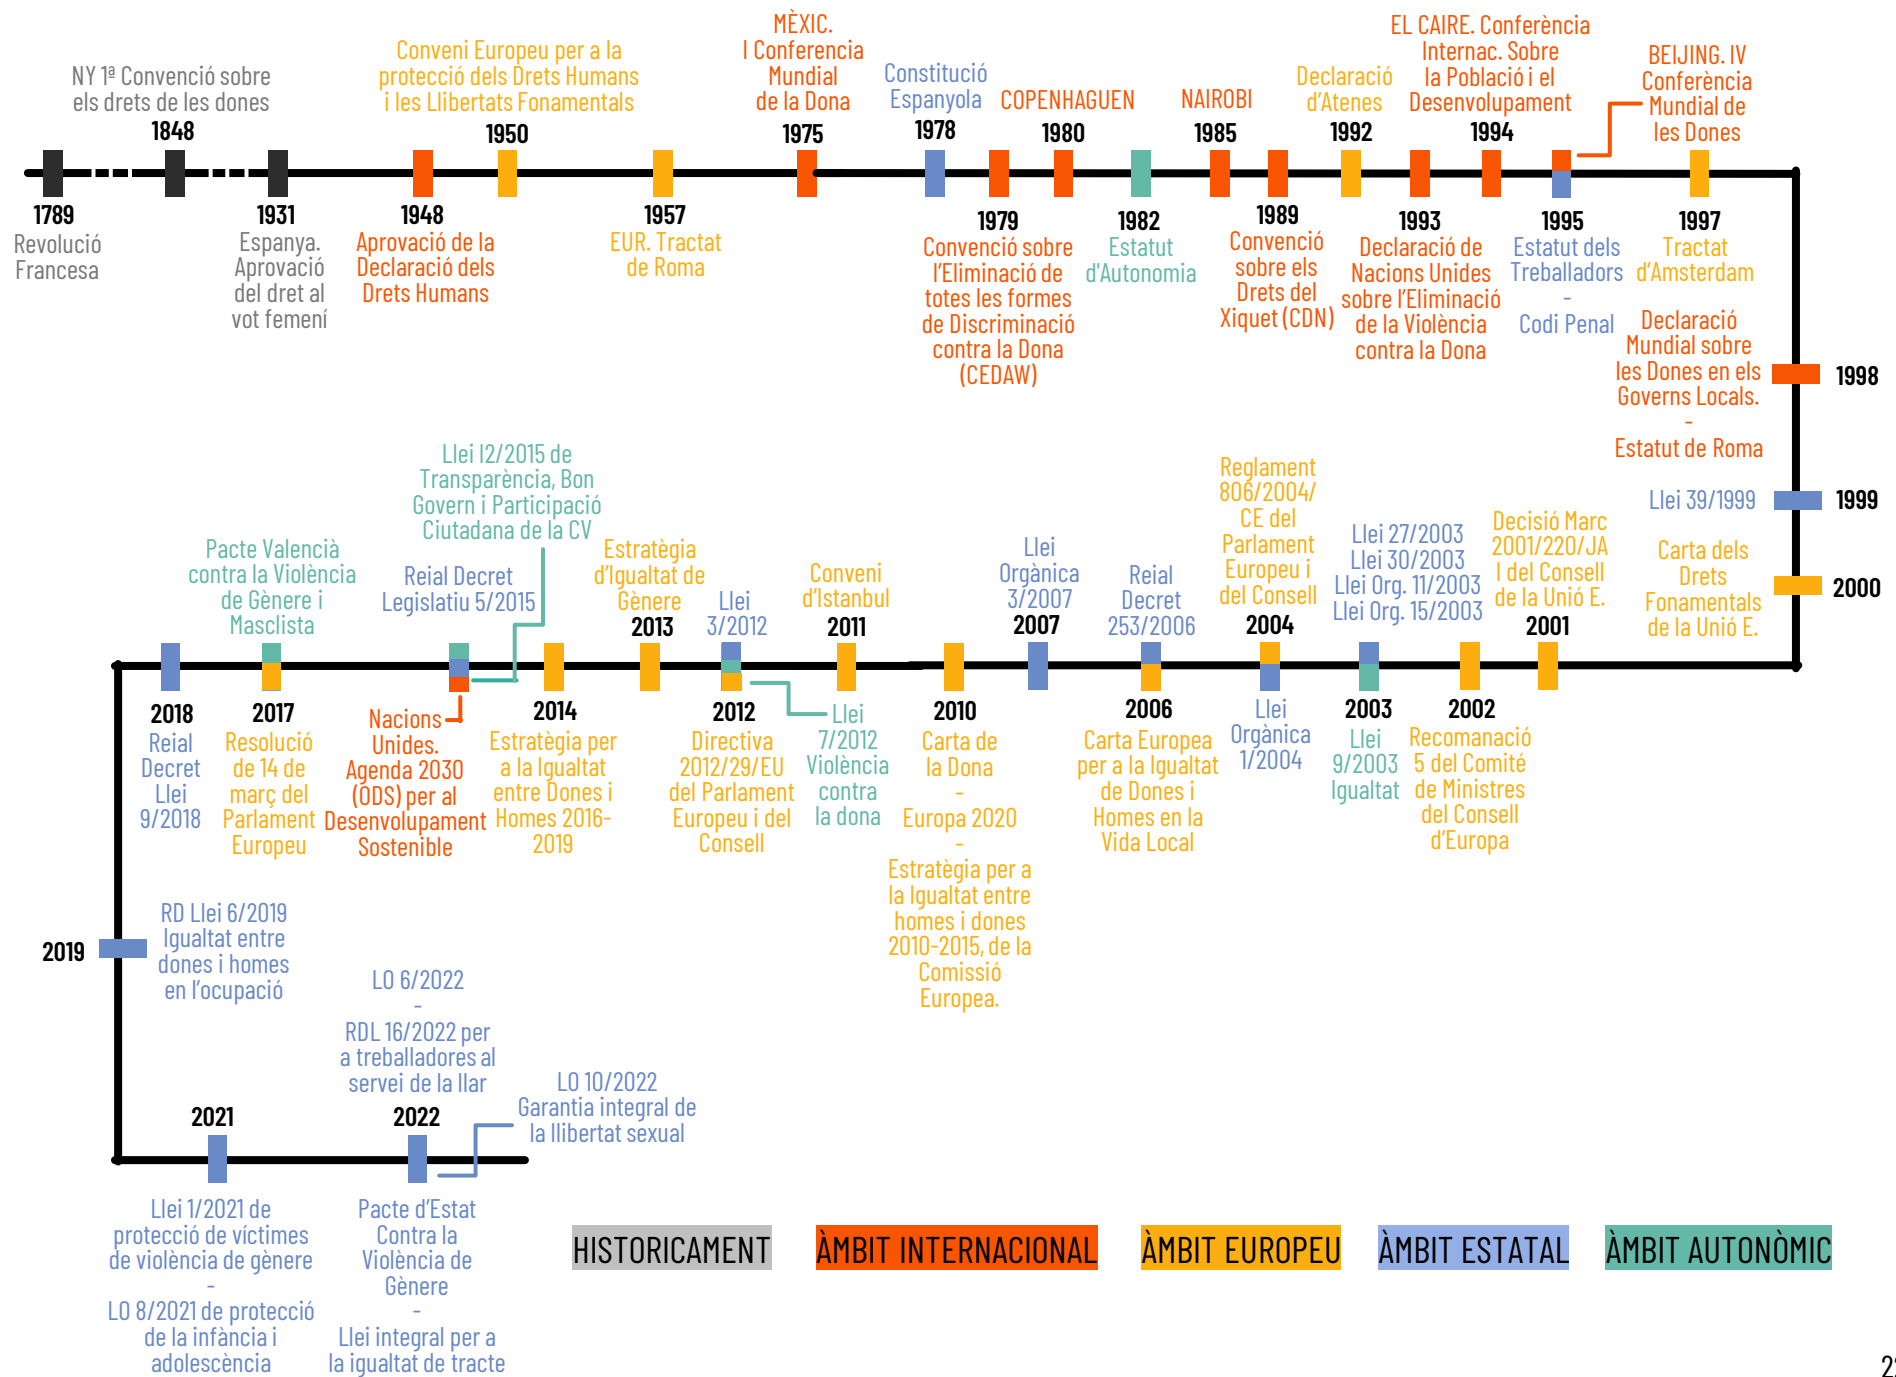 NY 1ª Convenció sobre
els drets de les dones
1848
Conveni Europeu per a la
protecció dels Drets Humans
i les Llibertats Fonamentals
1950
MÈXIC.
I Conferencia
Mundial
de la Dona
1975
Constitució
Espanyola
1978
COPENHAGUEN
1980
NAIROBI
1985
Declaració
d'Atenes
1992
EL CAIRE. Conferència
Internac. Sobre
la Població i el
Desenvolupament
1994
BEIJING. IV
Conferència
Mundial de
les Dones
1789
Revolució
Francesa
1931
Espanya.
Aprovació
del dret al
vot femení
1948
Aprovació de la
Declaració dels
Drets Humans
1957
EUR. Tractat
de Roma
1979
Convenció sobre
l'Eliminació de
totes les formes
de Discriminació
contra la Dona
(CEDAW)
1982
Estatut
d'Autonomia
1989
Convenció
sobre els
Drets del
Xiquet (CDN)
1993
Declaració de
Nacions Unides
sobre l'Eliminació
de la Violència
contra la Dona
1995
Estatut dels
Treballadors
-
Codi Penal
1997
Tractat
d'Amsterdam
Declaració
Mundial sobre
les Dones en els
Governs Locals.
-
Estatut de Roma
1998
Llei 39/1999
1999
Carta dels
Drets
Fonamentals
de la Unió E.
2000
Decisió Marc
2001/220/JA
I del Consell
de la Unió E.
2001
Llei 27/2003
Llei 30/2003
Llei Org. 11/2003
Llei Org. 15/2003
Reglament
806/2004/
CE del
Parlament
Europeu i
del Consell
2004
Reial
Decret
253/2006
Llei
Orgànica
3/2007
2007
Conveni
d'Istanbul
2011
Llei
3/2012
Estratègia
d'Igualtat de
Gènere
2013
Llei I2/2015 de
Transparència, Bon
Govern i Participació
Ciutadana de la CV
Reial Decret
Legislatiu 5/2015
Pacte Valencià
contra la Violència
de Gènere i
Masclista
2018
Reial
Decret
Llei
9/2018
2017
Resolució
de 14 de
març del
Parlament
Europeu
Nacions
Unides.
Agenda 2030
(ODS) per al
Desenvolupament
Sostenible
2014
Estratègia per
a la Igualtat
entre Dones i
Homes 2016-
2019
2012
Directiva
2012/29/EU
del Parlament
Europeu i del
Consell
Llei
7/2012
Violència
contra
la dona
2010
Carta de
la Dona
-
Europa 2020
-
Estratègia per a
la Igualtat entre
homes i dones
2010-2015, de la
Comissió
Europea.
2006
Carta Europea
per a la Igualtat
de Dones i
Homes en la
Vida Local
Llei
Orgànica
1/2004
2003
Llei
9/2003
Igualtat
2002
Recomanació
5 del Comité
de Ministres
del Consell
d'Europa
2019
RD Llei 6/2019
Igualtat entre
dones i homes
en l'ocupació
LO 6/2022
-
RDL 16/2022 per
a treballadores al
servei de la llar
2021
2022
LO 10/2022
Garantia integral de
la llibertat sexual
Llei 1/2021 de
protecció de víctimes
de violència de gènere
-
LO 8/2021 de protecció
de la infància i
adolescència
Pacte d'Estat
Contra la
Violència de
Gènere
-
Llei integral per a
la igualtat de tracte
HISTORICAMENT
ÀMBIT INTERNACIONAL
ÀMBIT EUROPEU
ÀMBIT ESTATAL
ÀMBIT AUTONÒMIC